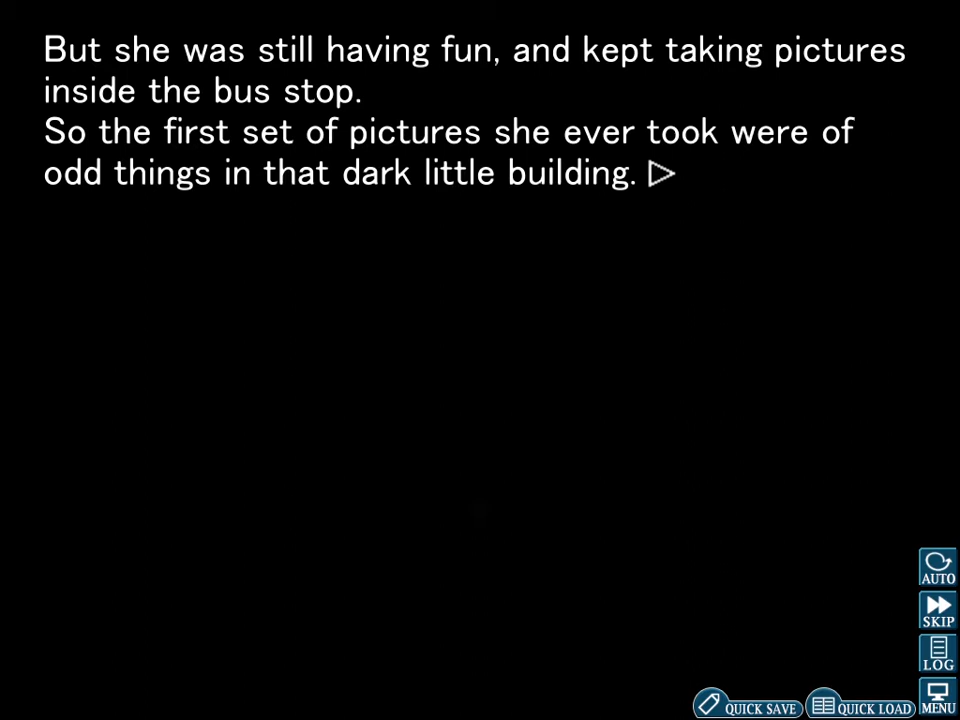 But she was still having fun, and kept taking pictures
inside the bus stop.
So the first set of pictures she ever took were of
odd things in that dark little building.
AUTO
SKIP
LOG
MENU
QUICK SAVE
QUICK LOAD